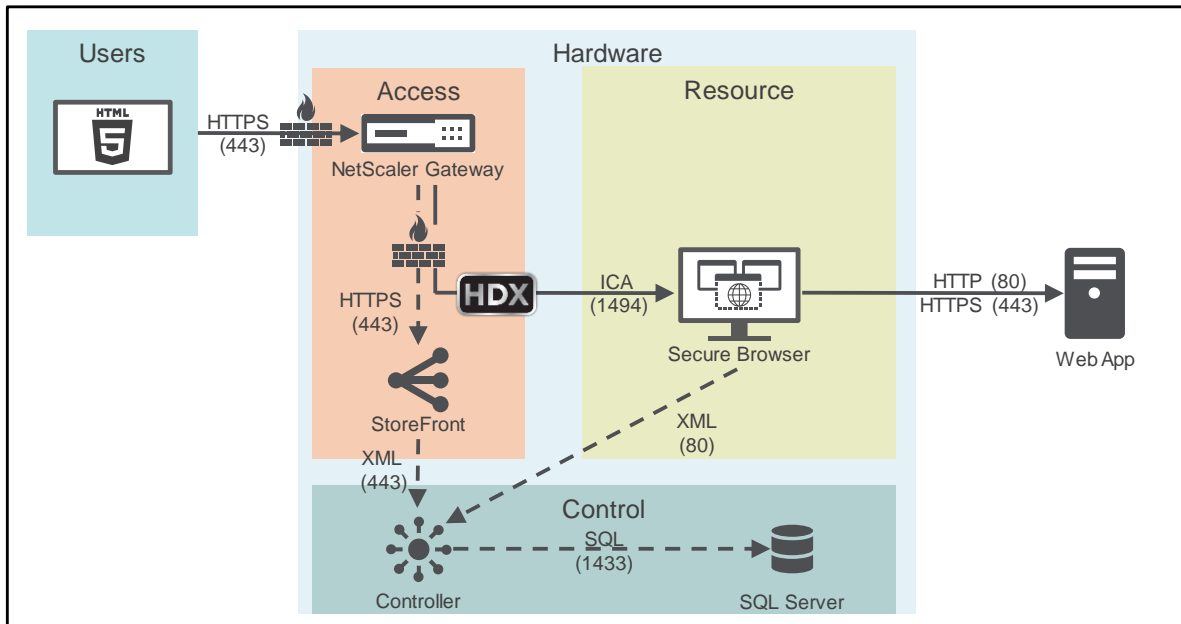 Users
Hardware
Access
Resource
HTML
5
HTTPS
(443)
NetScaler Gateway
HTTPS
(443)
HDX
ICA
(1494)
Secure Browser
HTTP (80)
HTTPS (443)
Web App
StoreFront
XML
(443)
XML
(80)
Control
SQL
(1433)
Controller
SQL Server